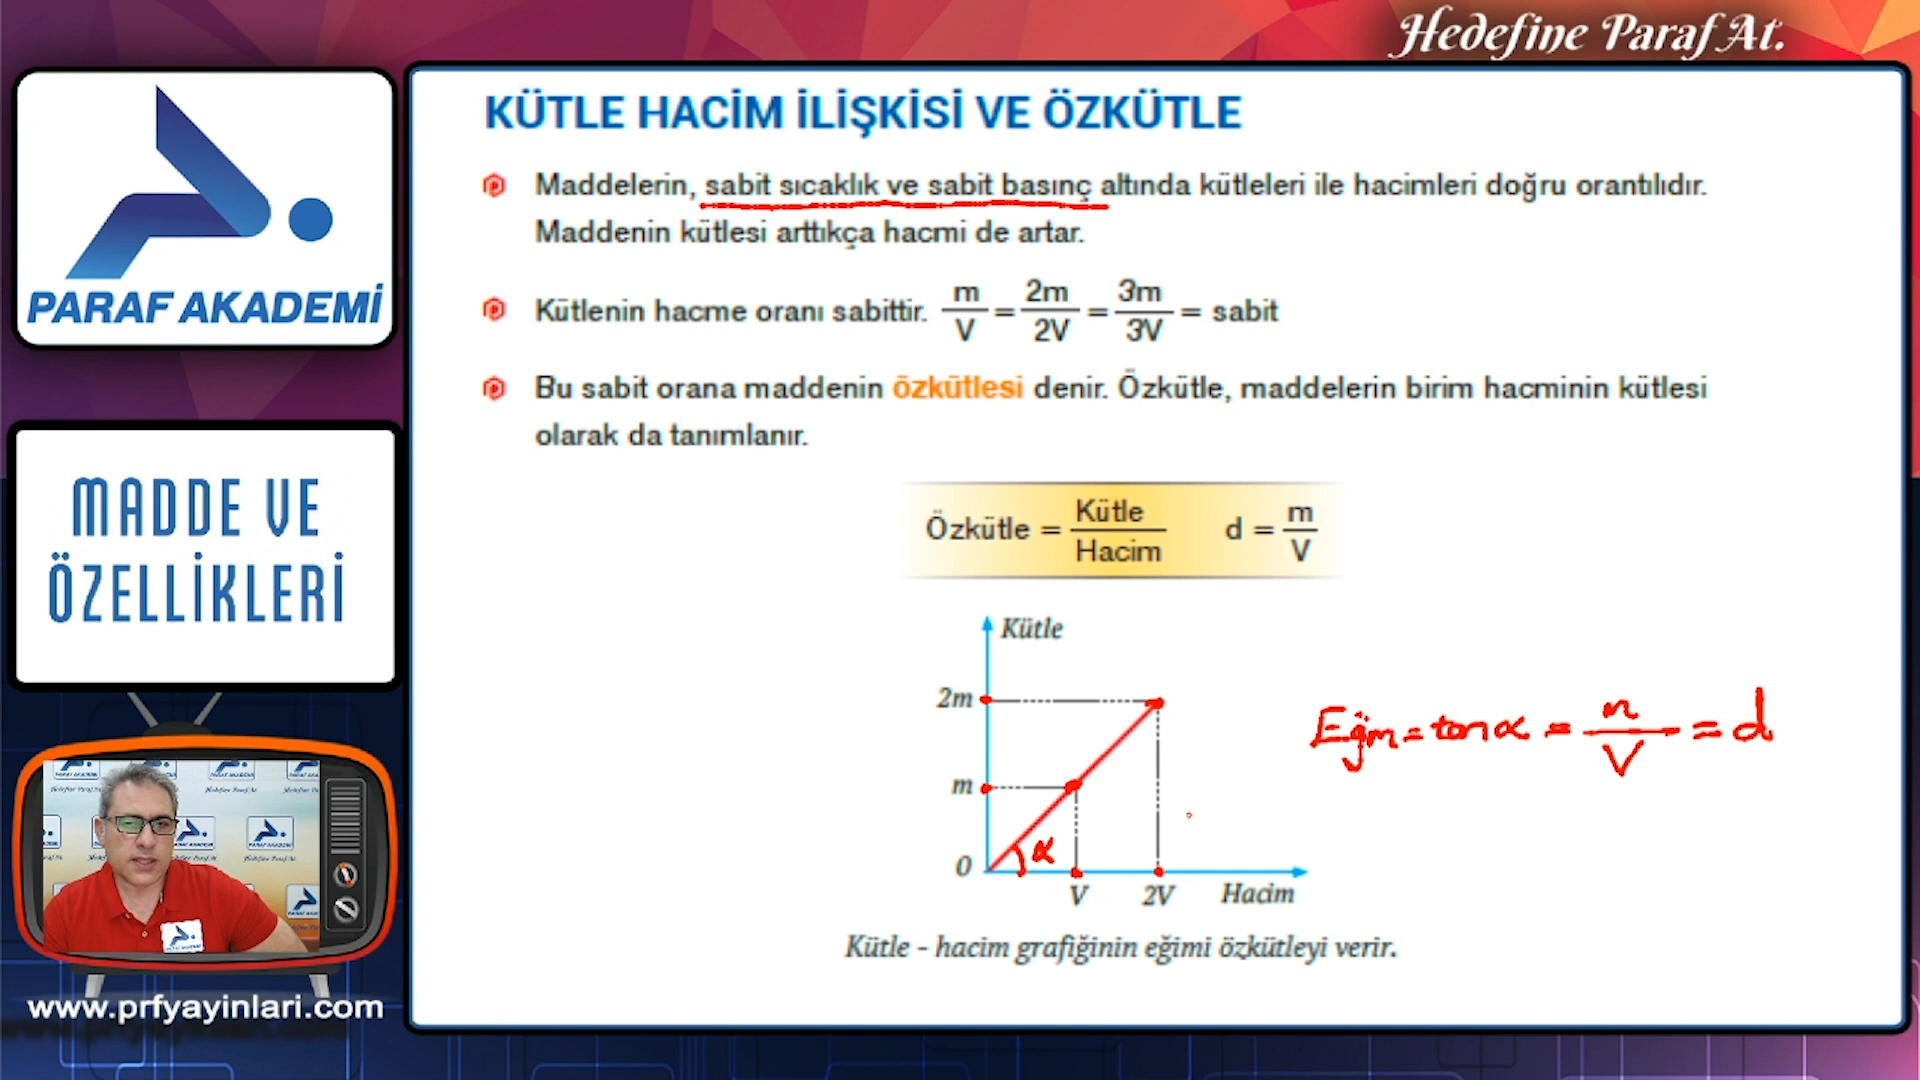 Hedefine Paraf At.
PARAF AKADEMİ
MADDE VE
ÖZELLİKLERİ
www.prfyayinlari.com
KÜTLE HACİM İLİŞKİSİ VE ÖZKÜTLE
Maddelerin, sabit sıcaklık ve sabit basınç altında kütleleri ile hacimleri doğru orantılıdır.
Maddenin kütlesi arttıkça hacmi de artar.
Kütlenin hacme oranı sabittir. m/V = 2m/2V = 3m/3V = sabit
Bu sabit orana maddenin özkütlesi denir. Özkütle, maddelerin birim hacminin kütlesi
olarak da tanımlanır.
Özkütle = Kütle/Hacim d = m/V
Kütle
2m
m
0
α
V 2V Hacim
Eğim = tanα = m/V = d
Kütle - hacim grafiğinin eğimi özkütleyi verir.